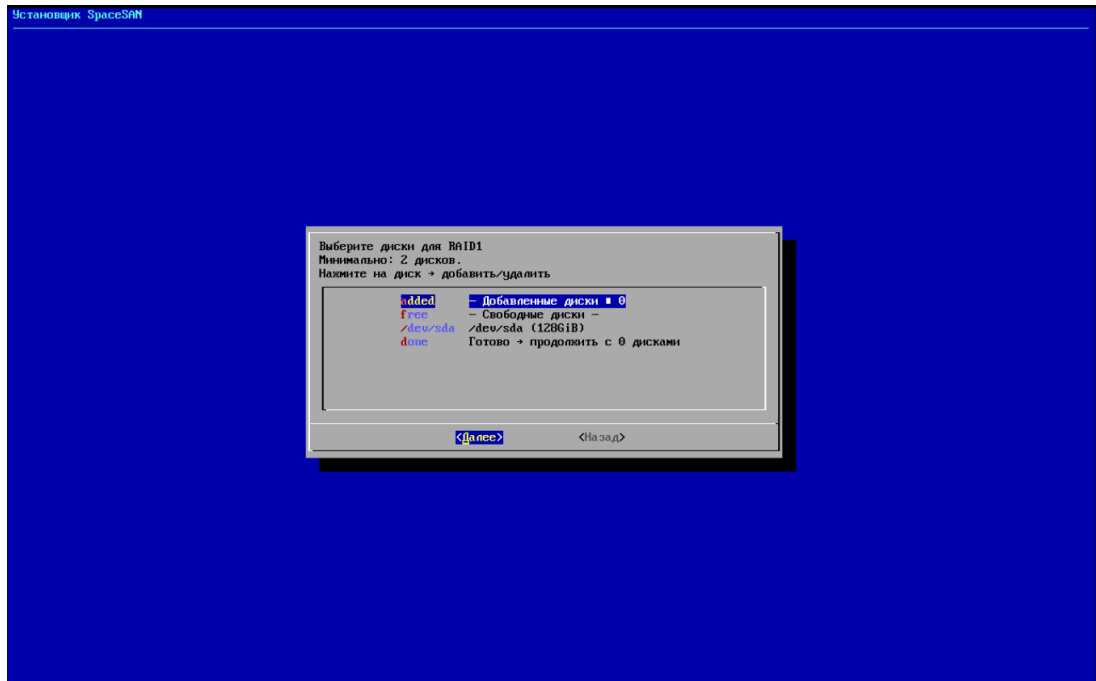 Установщик SpaceSAN
Выберите диски для RAID1
Минимально: 2 дисков.
Нажмите на диск → добавить/удалить
added – Добавленные диски ■ 0
free – Свободные диски –
/dev/sda /dev/sda (128GiB)
done Готово → продолжить с 0 дисками
<Далее> <Назад>